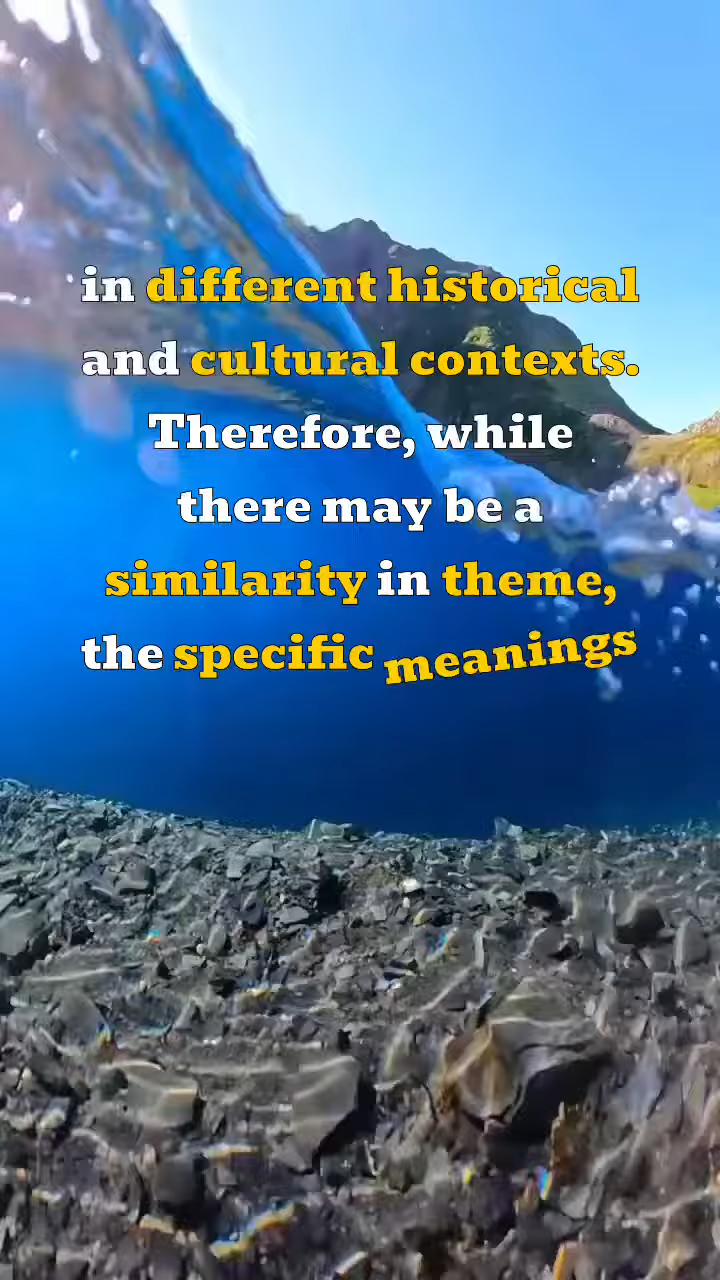 in different historical
and cultural contexts.
Therefore, while
there may be a
similarity in theme,
the specific meanings